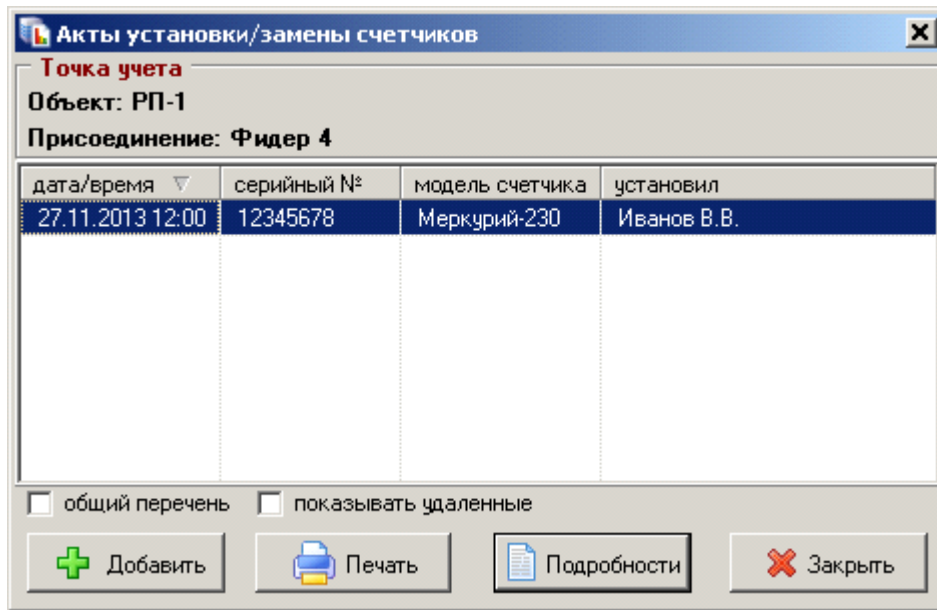 Акты установки/замены счетчиков
Точка учета
Объект: РП-1
Присоединение: Фидер 4
дата/время серийный № модель счетчика установил
27.11.2013 12:00 12345678 Меркурий-230 Иванов В.В.
общий перечень показывать удаленные
Добавить Печать Подробности Закрыть